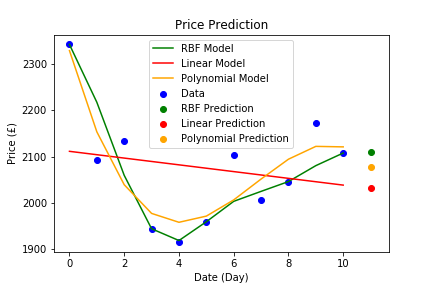 Price Prediction
RBF Model
Linear Model
Polynomial Model
Data
RBF Prediction
Linear Prediction
Polynomial Prediction
2300
2200
2100
2000
1900
Price (£)
0 2 4 6 8 10
Date (Day)